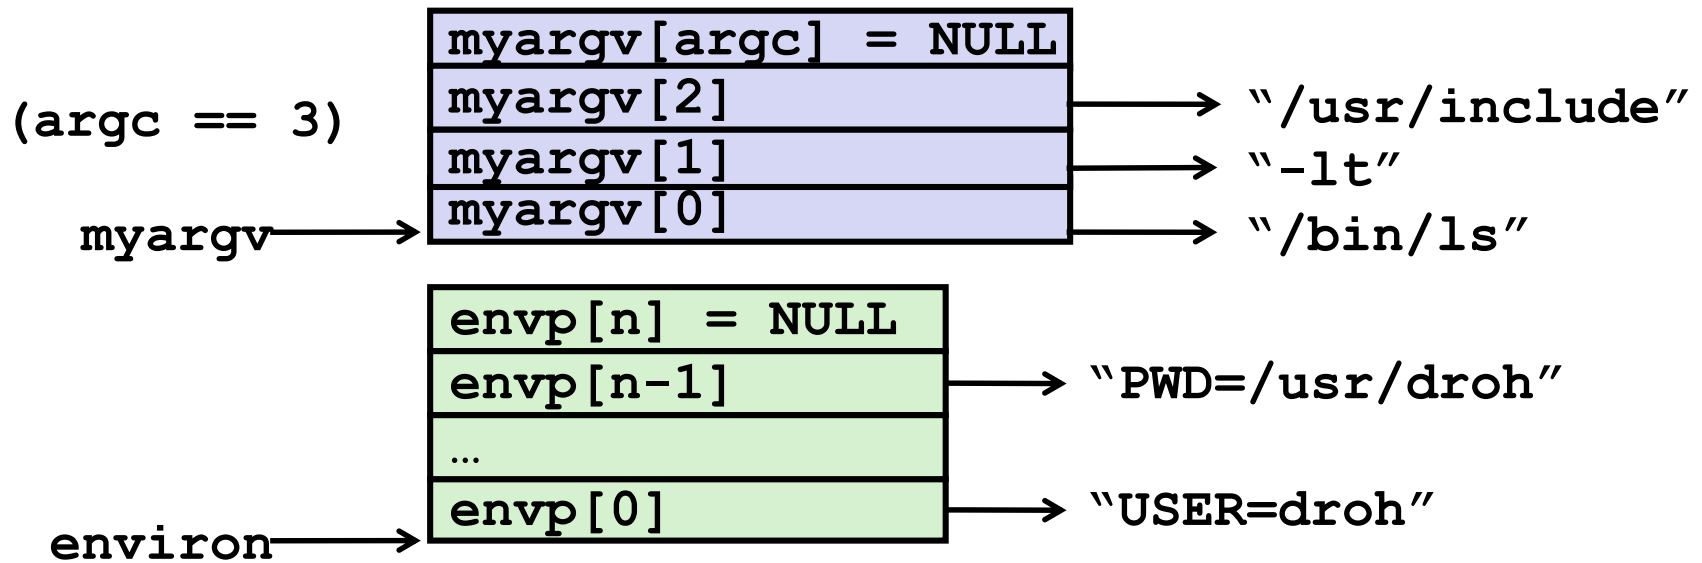 myargv[argc] = NULL
myargv[2]
“/usr/include”
(argc == 3)
myargv[1]
“-lt”
myargv[0]
myargv
“/bin/ls”
envp[n] = NULL
envp[n-1]
“PWD=/usr/droh”
…
envp[0]
“USER=droh”
environ